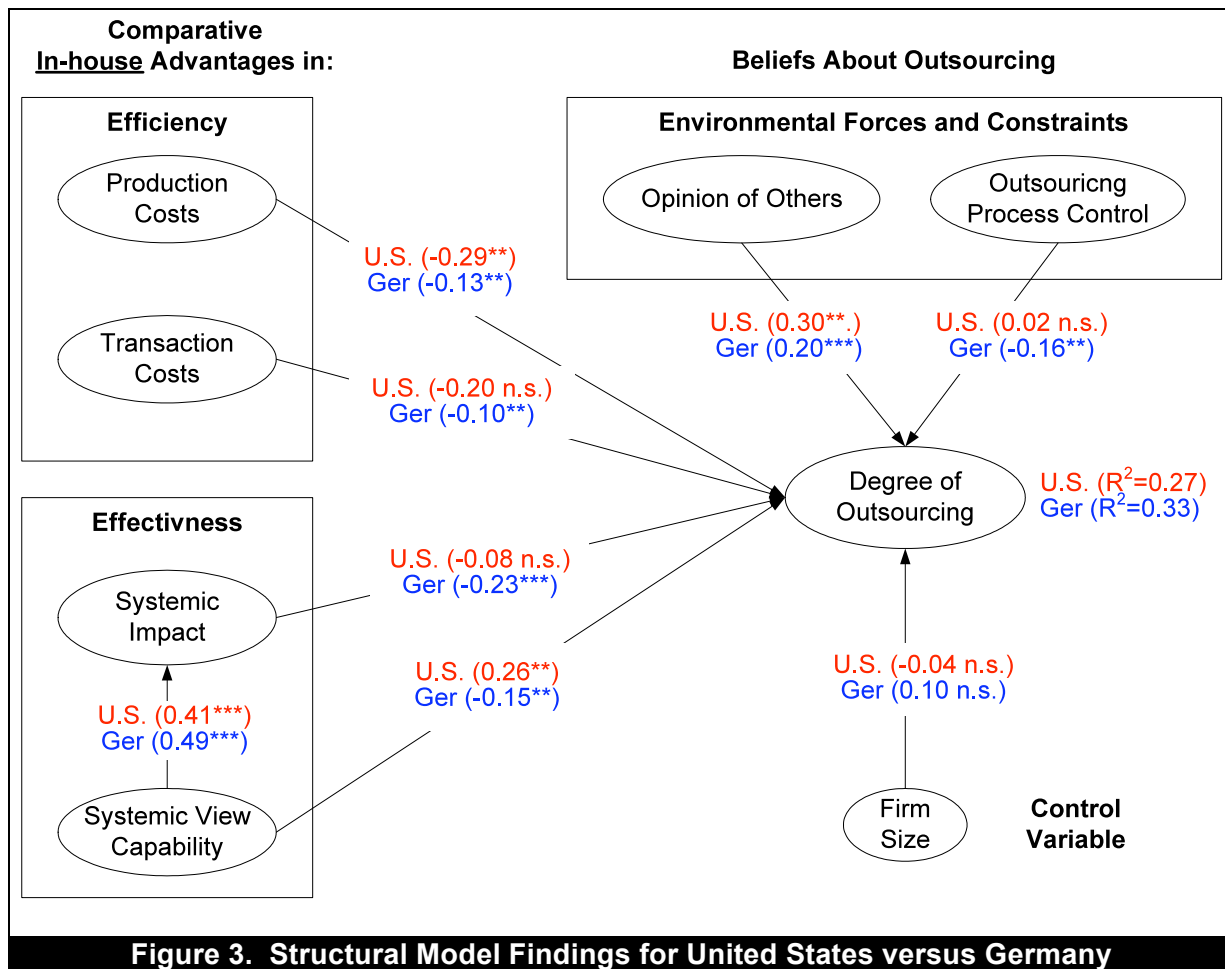 Comparative
In-house Advantages in:
Beliefs About Outsourcing
Efficiency
Production
Costs
Transaction
Costs
Environmental Forces and Constraints
Opinion of Others
Outsouricng
Process Control
U.S. (-0.29**)
Ger (-0.13**)
U.S. (0.30**.)
Ger (0.20***)
U.S. (0.02 n.s.)
Ger (-0.16**)
U.S. (-0.20 n.s.)
Ger (-0.10**)
Degree of
Outsourcing
U.S. (R²=0.27)
Ger (R²=0.33)
Effectivness
Systemic
Impact
U.S. (-0.08 n.s.)
Ger (-0.23***)
U.S. (0.41***)
Ger (0.49***)
U.S. (0.26**)
Ger (-0.15**)
U.S. (-0.04 n.s.)
Ger (0.10 n.s.)
Systemic View
Capability
Firm
Size
Control
Variable
Figure 3. Structural Model Findings for United States versus Germany